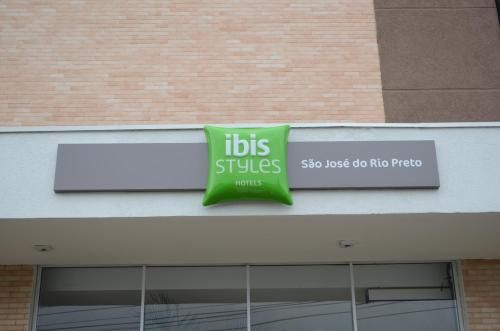 ibis
STYLES
HOTELS
São José do Rio Preto